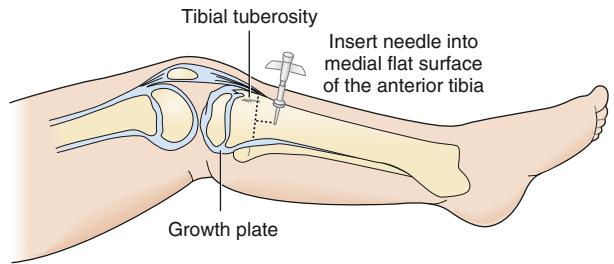 Tibial tuberosity
Insert needle into
medial flat surface
of the anterior tibia
Growth plate